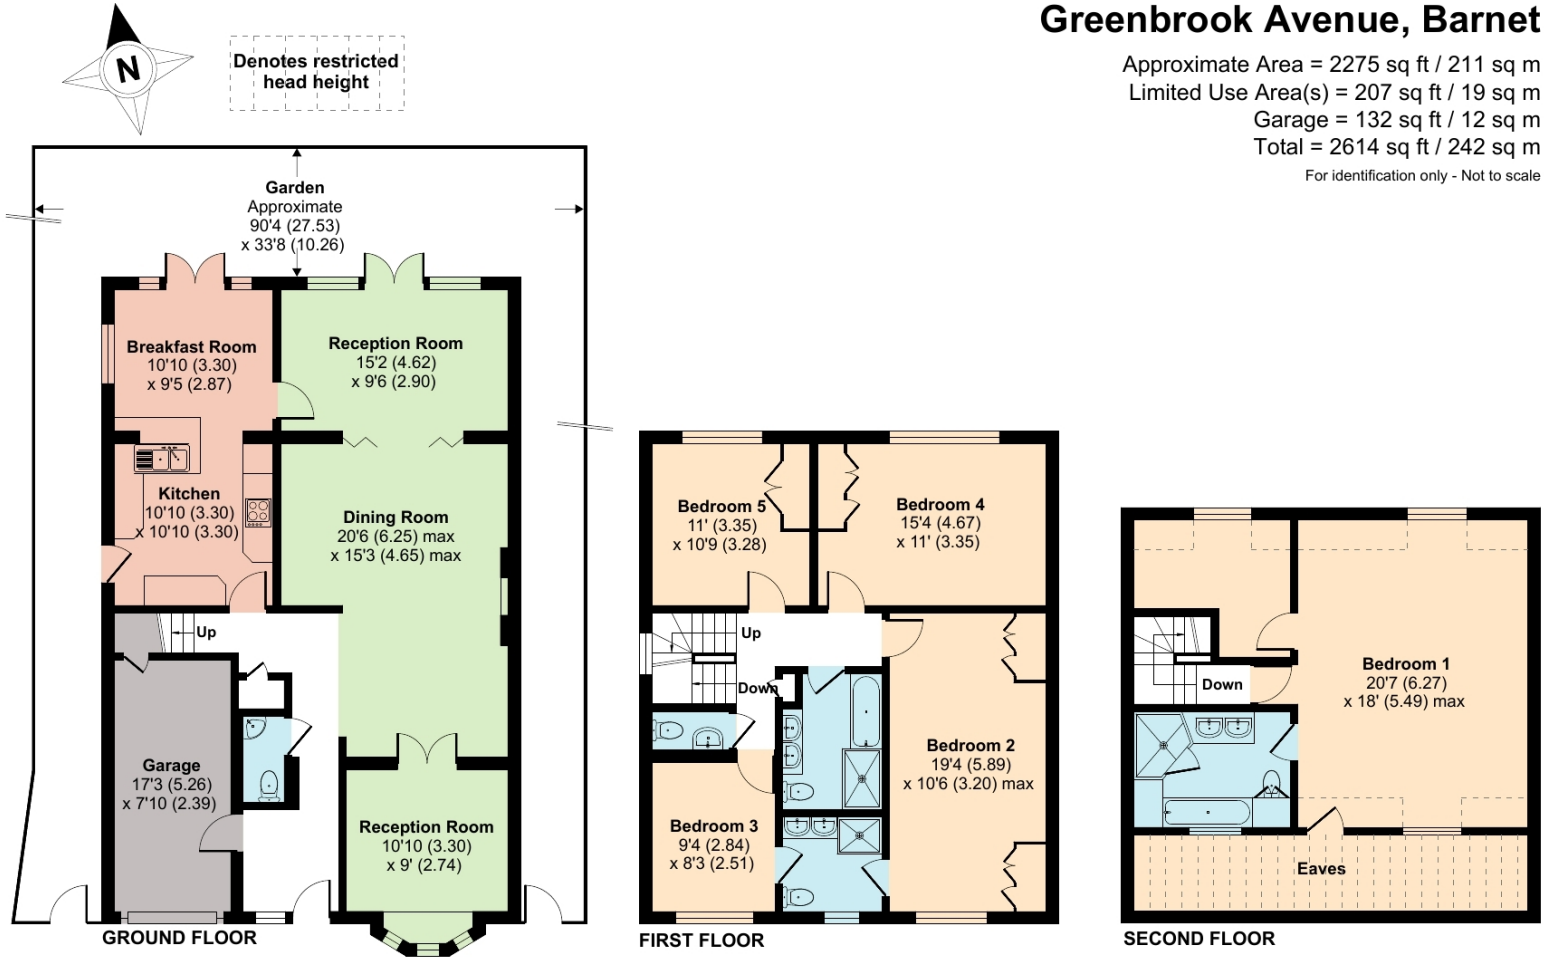 Greenbrook Avenue, Barnet
Approximate Area = 2275 sq ft / 211 sq m
Limited Use Area(s) = 207 sq ft / 19 sq m
Garage = 132 sq ft / 12 sq m
Total = 2614 sq ft / 242 sq m
For identification only - Not to scale
N
Denotes restricted
head height
Garden
Approximate
90'4 (27.53)
x 33'8 (10.26)
Breakfast Room
10'10 (3.30)
x 9'5 (2.87)
Reception Room
15'2 (4.62)
x 9'6 (2.90)
Kitchen
10'10 (3.30)
x 10'10 (3.30)
Dining Room
20'6 (6.25) max
x 15'3 (4.65) max
Up
Garage
17'3 (5.26)
x 7'10 (2.39)
Reception Room
10'10 (3.30)
x 9' (2.74)
GROUND FLOOR
Bedroom 5
11' (3.35)
x 10'9 (3.28)
Bedroom 4
15'4 (4.67)
x 11' (3.35)
Up
Down
Bedroom 2
19'4 (5.89)
x 10'6 (3.20) max
Bedroom 3
9'4 (2.84)
x 8'3 (2.51)
FIRST FLOOR
Bedroom 1
20'7 (6.27)
x 18' (5.49) max
Down
Eaves
SECOND FLOOR